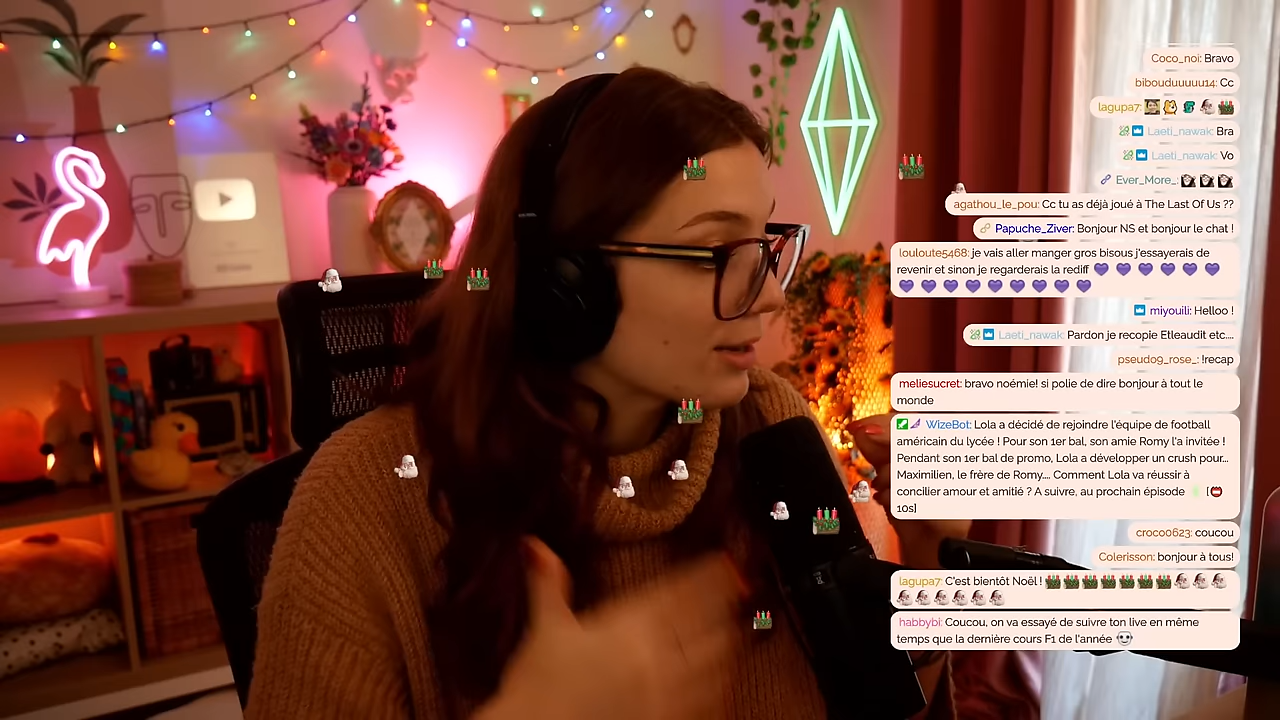 Coco_noi: Bravo
bibouduuuuu14: Cc
lagupa7:
Laeti_nawak: Bra
Laeti_nawak: Vo
Ever_More_:
agathou_le_pou: Cc tu as déjà joué à The Last Of Us ??
Papuche_Ziver: Bonjour NS et bonjour le chat !
louloute5468: je vais aller manger gros bisous j'essayerais de
revenir et sinon je regarderais la rediff 💜 💜 💜 💜 💜 💜
💜 💜 💜 💜 💜 💜 💜 💜 💜
miyouili: Helloo !
Laeti_nawak: Pardon je recopie Etleaudit etc....
pseudo9_rose_: !recap
meliesucret: bravo noémie! si polie de dire bonjour à tout le
monde
WizeBot: Lola a décidé de rejoindre l'équipe de football
américain du lycée ! Pour son 1er bal, son amie Romy l'a invitée !
Pendant son 1er bal de promo, Lola a développer un crush pour...
Maximilien, le frère de Romy.... Comment Lola va réussir à
concilier amour et amitié ? A suivre, au prochain épisode [
10s]
croco0623: coucou
Colerisson: bonjour à tous!
lagupa7: C'est bientôt Noël !
habbybi: Coucou, on va essayé de suivre ton live en même
temps que la dernière cours F1 de l'année